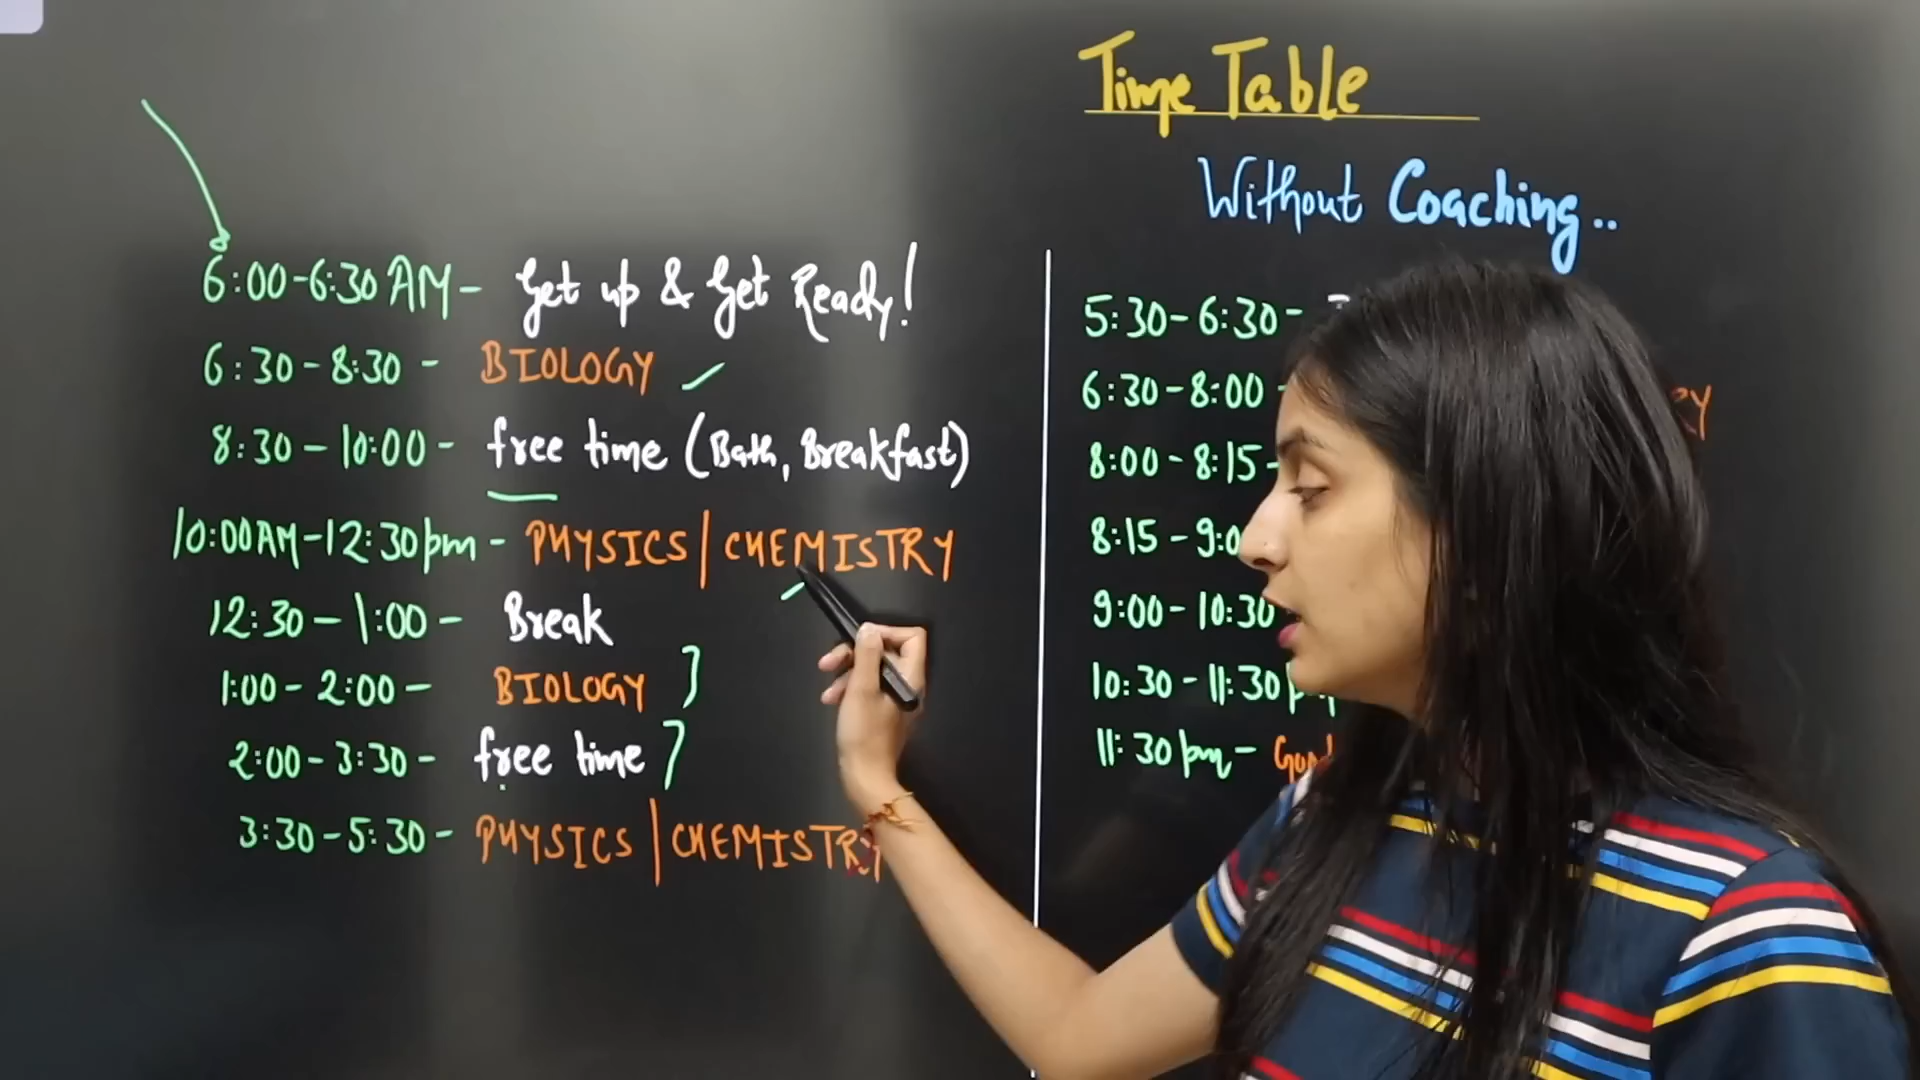 Time Table
Without Coaching..
6:00-6:30 AM - Get up & Get Ready!
6:30-8:30 - BIOLOGY
8:30-10:00 - free time (Bath, Breakfast)
10:00AM-12:30pm - PHYSICS | CHEMISTRY
12:30-1:00 - Break
1:00-2:00 - BIOLOGY
2:00-3:30 - free time
3:30-5:30 - PHYSICS | CHEMISTRY
5:30-6:30 -
6:30-8:00 -
8:00-8:15 -
8:15-9:0
9:00-10:30
10:30-11:30 p
11:30pm -